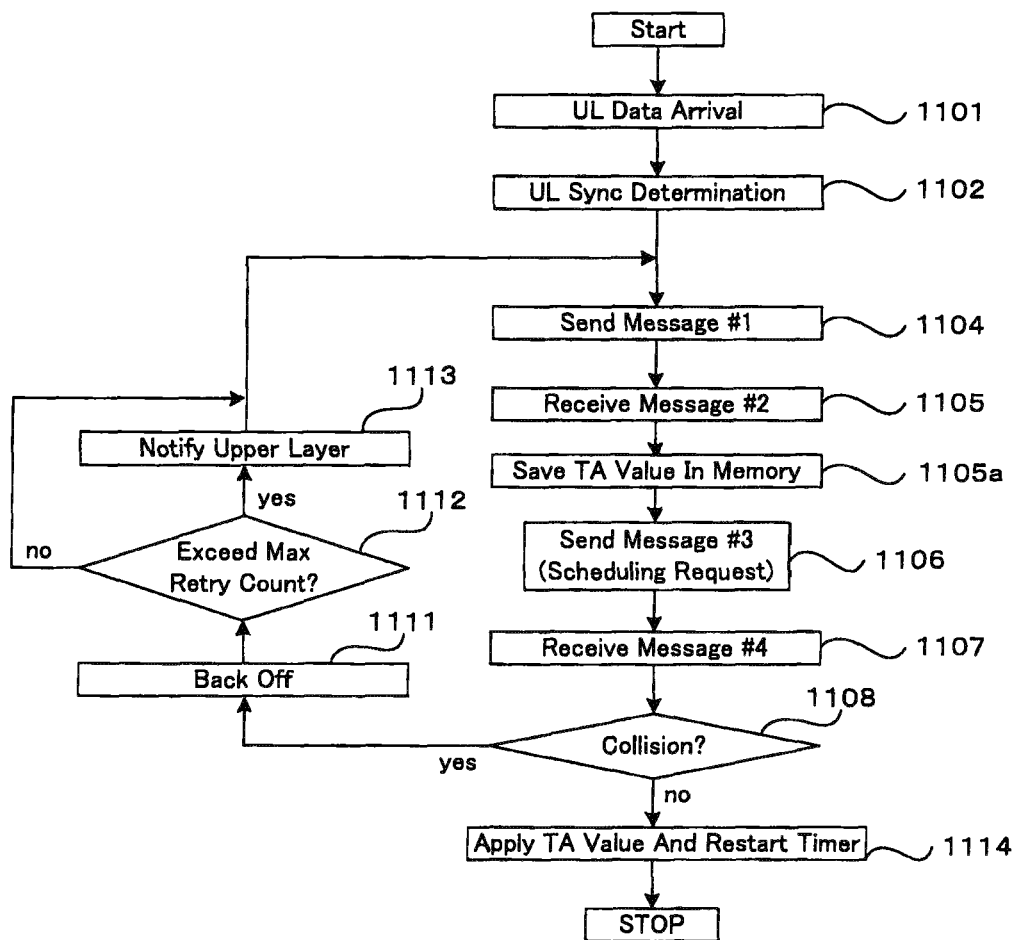 Start
UL Data Arrival
1101
UL Sync Determination
1102
Send Message #1
1104
1113
Receive Message #2
1105
Notify Upper Layer
Save TA Value In Memory
1105a
yes
1112
no
Exceed Max
Retry Count?
Send Message #3
(Scheduling Request)
1106
1111
Receive Message #4
1107
Back Off
1108
Collision?
yes
no
Apply TA Value And Restart Timer
1114
STOP